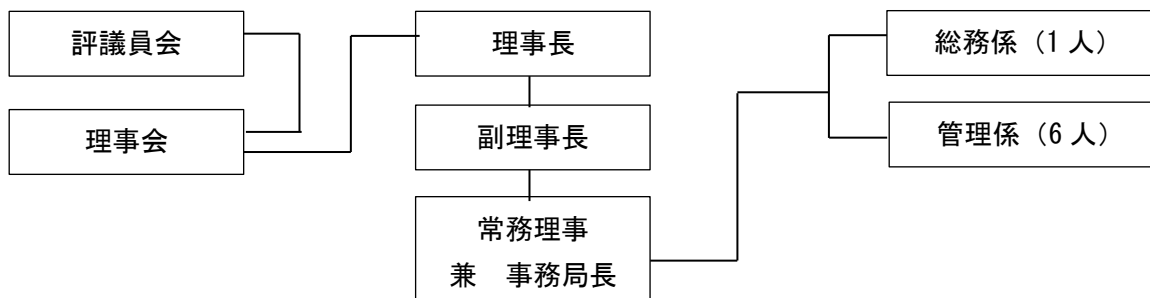 評議員会
理事会
理事長
副理事長
常務理事
兼　事務局長
総務係（1 人）
管理係（6 人）